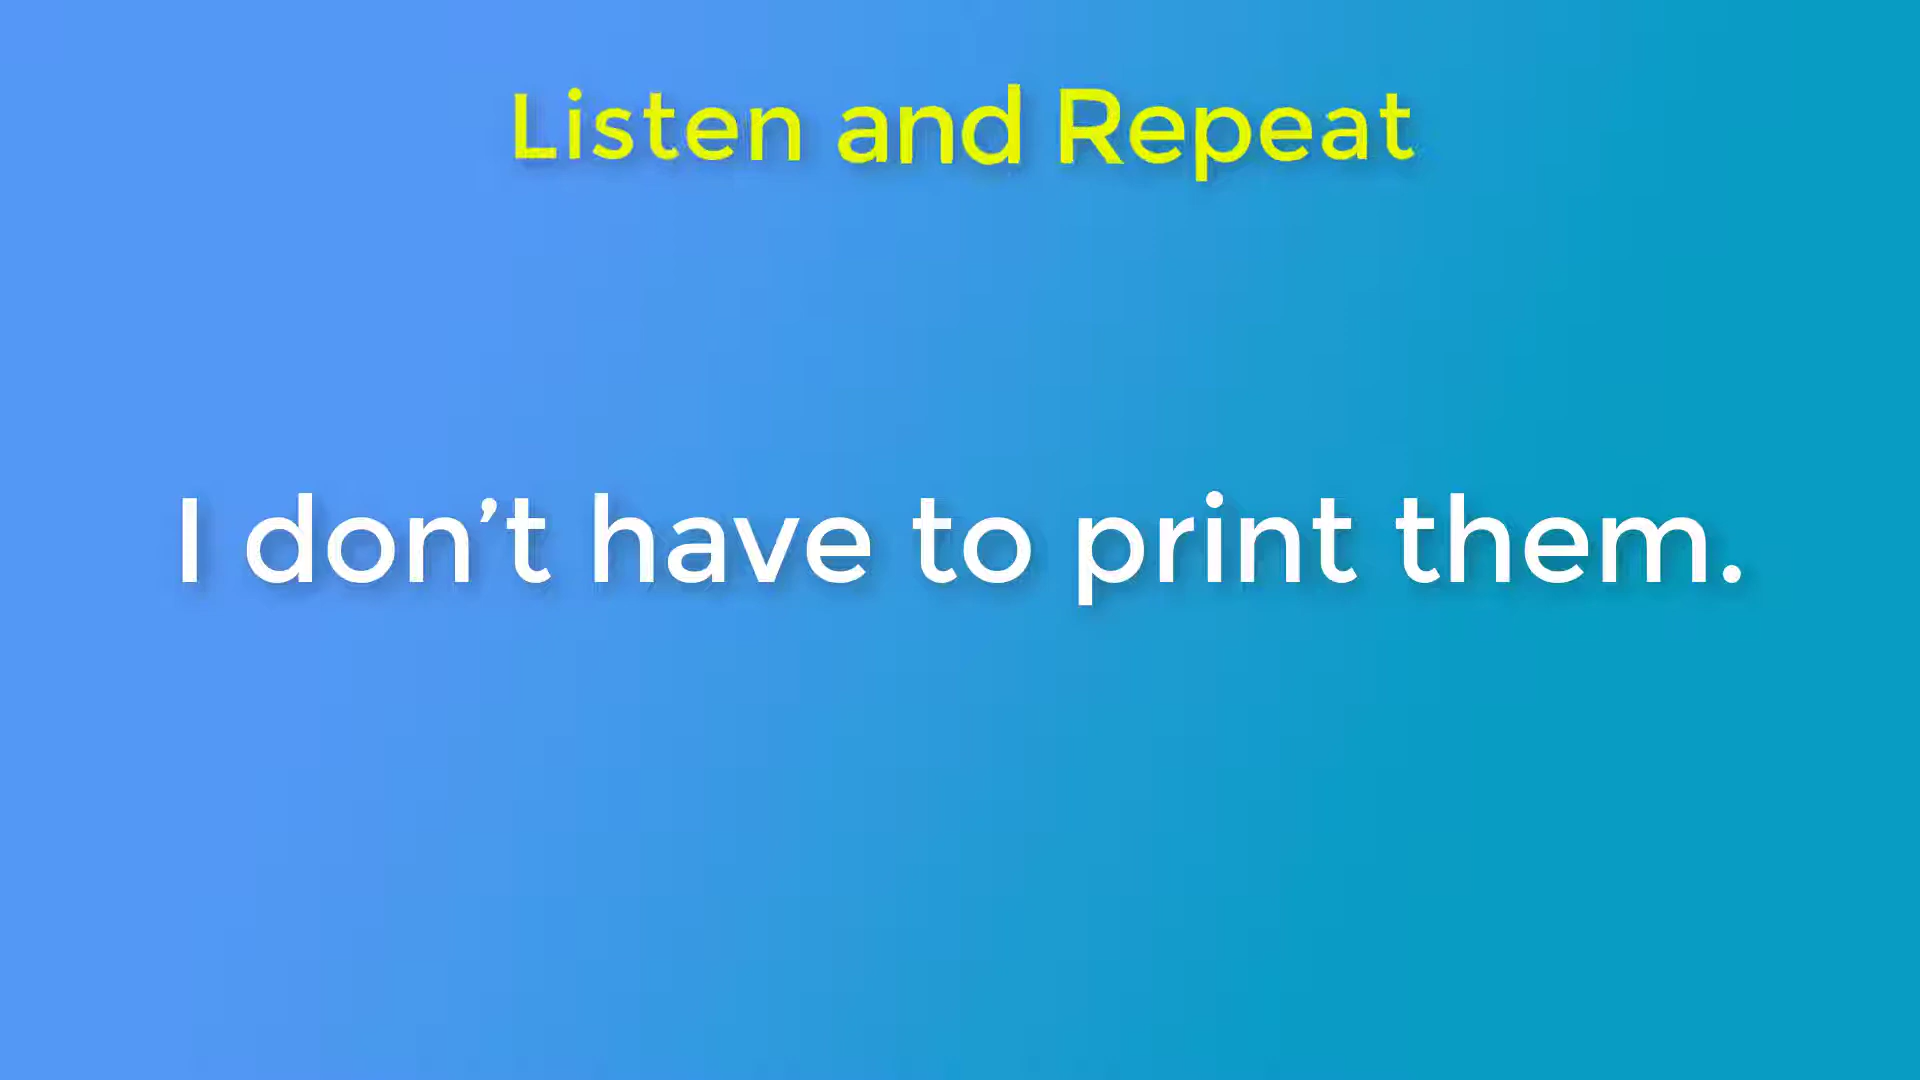 Listen and Repeat
I don’t have to print them.